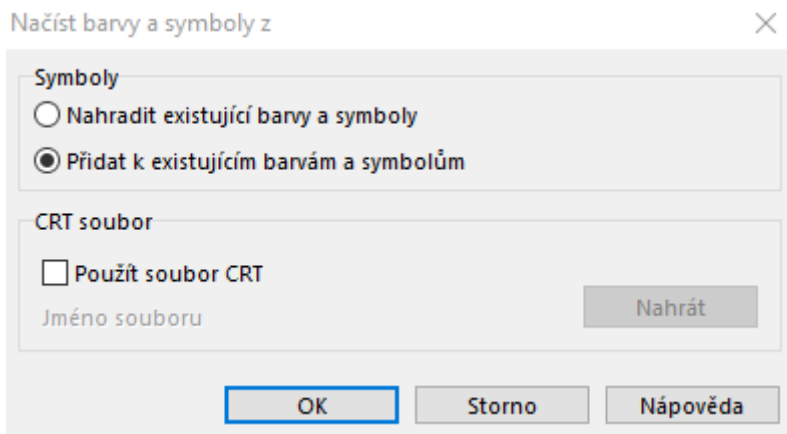 Načíst barvy a symboly z
Symboly
Nahradit existující barvy a symboly
Přidat k existujícím barvám a symbolům
CRT soubor
Použít soubor CRT
Jméno souboru
Nahrát
OK Storno Nápověda